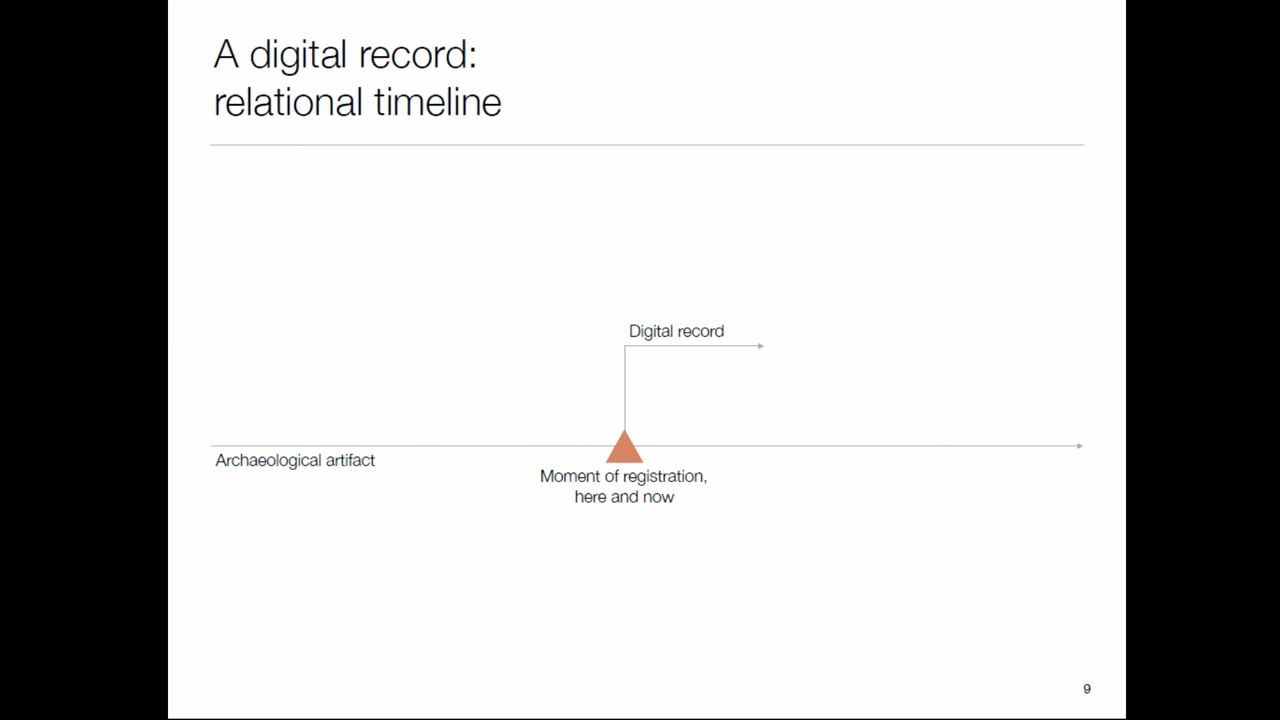 A digital record:
relational timeline
Digital record
Archaeological artifact
Moment of registration,
here and now
9